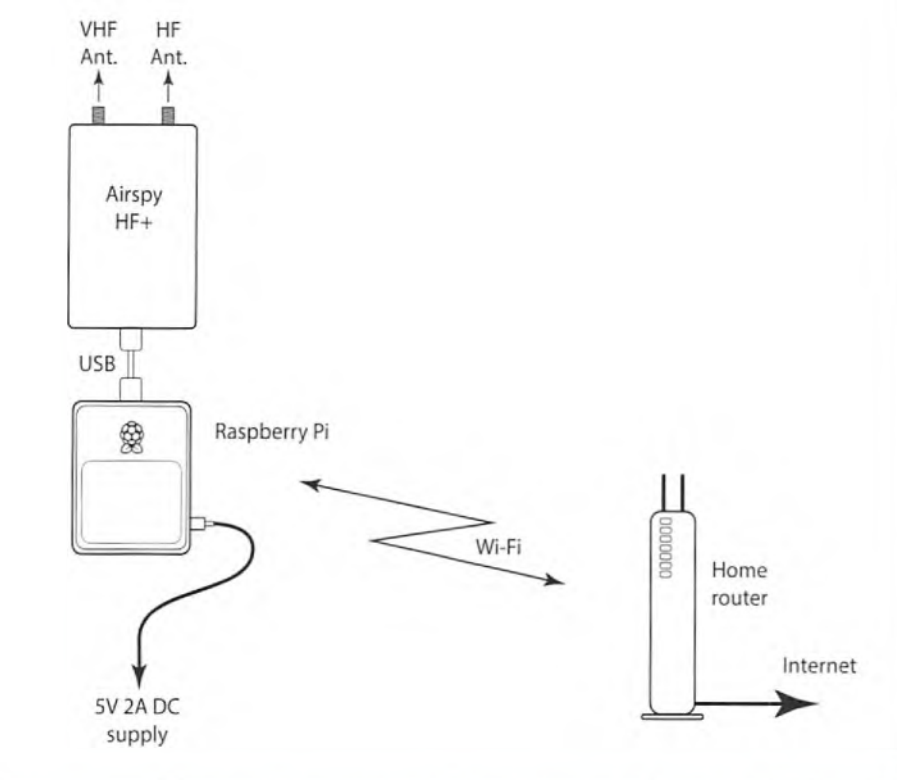 VHF
Ant.
HF
Ant.
Airspy
HF+
USB
Raspberry Pi
Wi-Fi
Home
router
Internet
5V 2A DC
supply